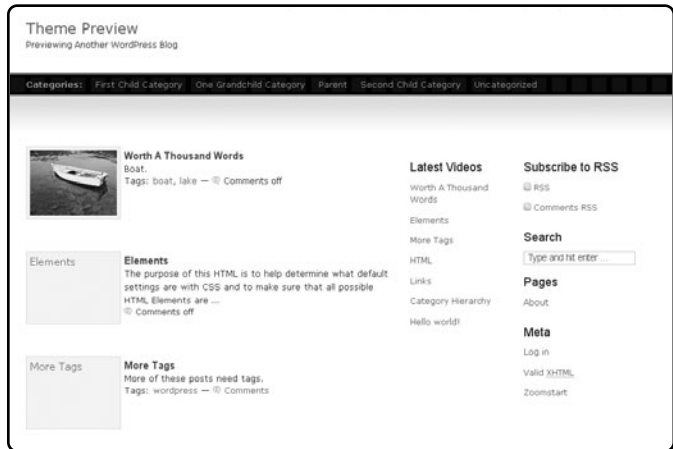 Theme Preview
Previewing Another WordPress Blog
Categories: First Child Category One Grandchild Category Parent Second Child Category Uncategorized
Worth A Thousand Words
Boat.
Tags: boat, lake — Comments off
Elements
Elements
The purpose of this HTML is to help determine what default
settings are with CSS and to make sure that all possible
HTML Elements are ...
Comments off
More Tags
More Tags
More of these posts need tags.
Tags: wordpress — Comments
Latest Videos
Worth A Thousand
Words
Elements
More Tags
HTML
Links
Category Hierarchy
Hello world!
Subscribe to RSS
RSS
Comments RSS
Search
Type and hit enter ...
Pages
About
Meta
Log in
Valid XHTML
Zoomstart